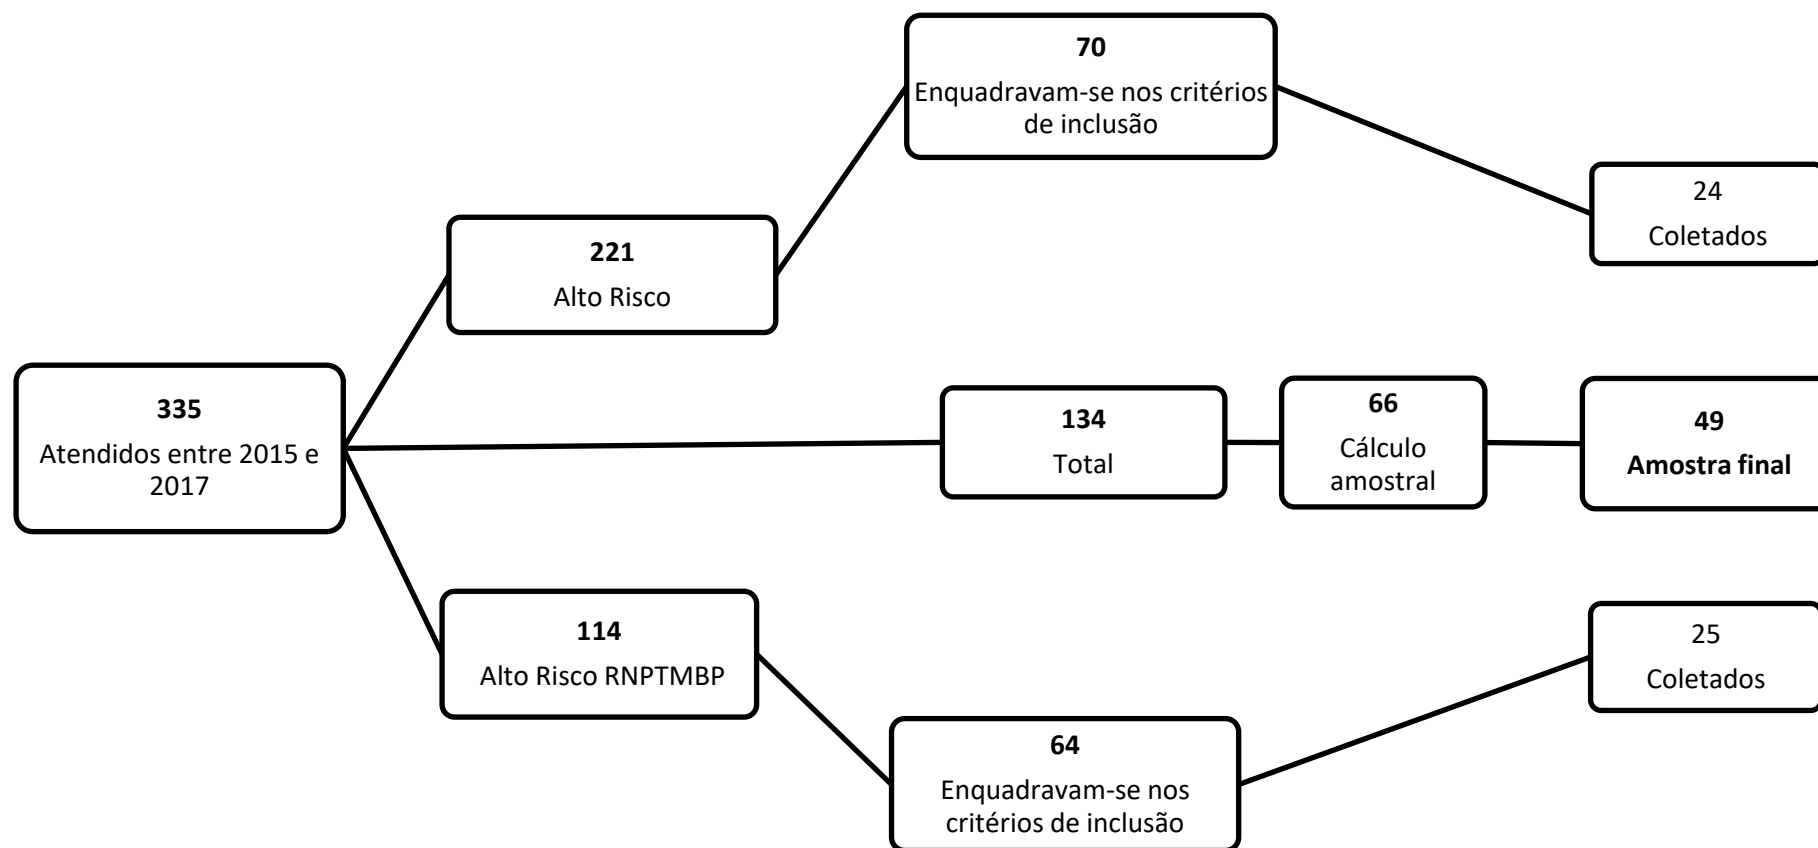 70
Enquadravam-se nos critérios
de inclusão
24
Coletados
221
Alto Risco
335
Atendidos entre 2015 e
2017
134
Total
66
Cálculo
amostral
49
Amostra final
114
Alto Risco RNPTMBP
25
Coletados
64
Enquadravam-se nos
critérios de inclusão